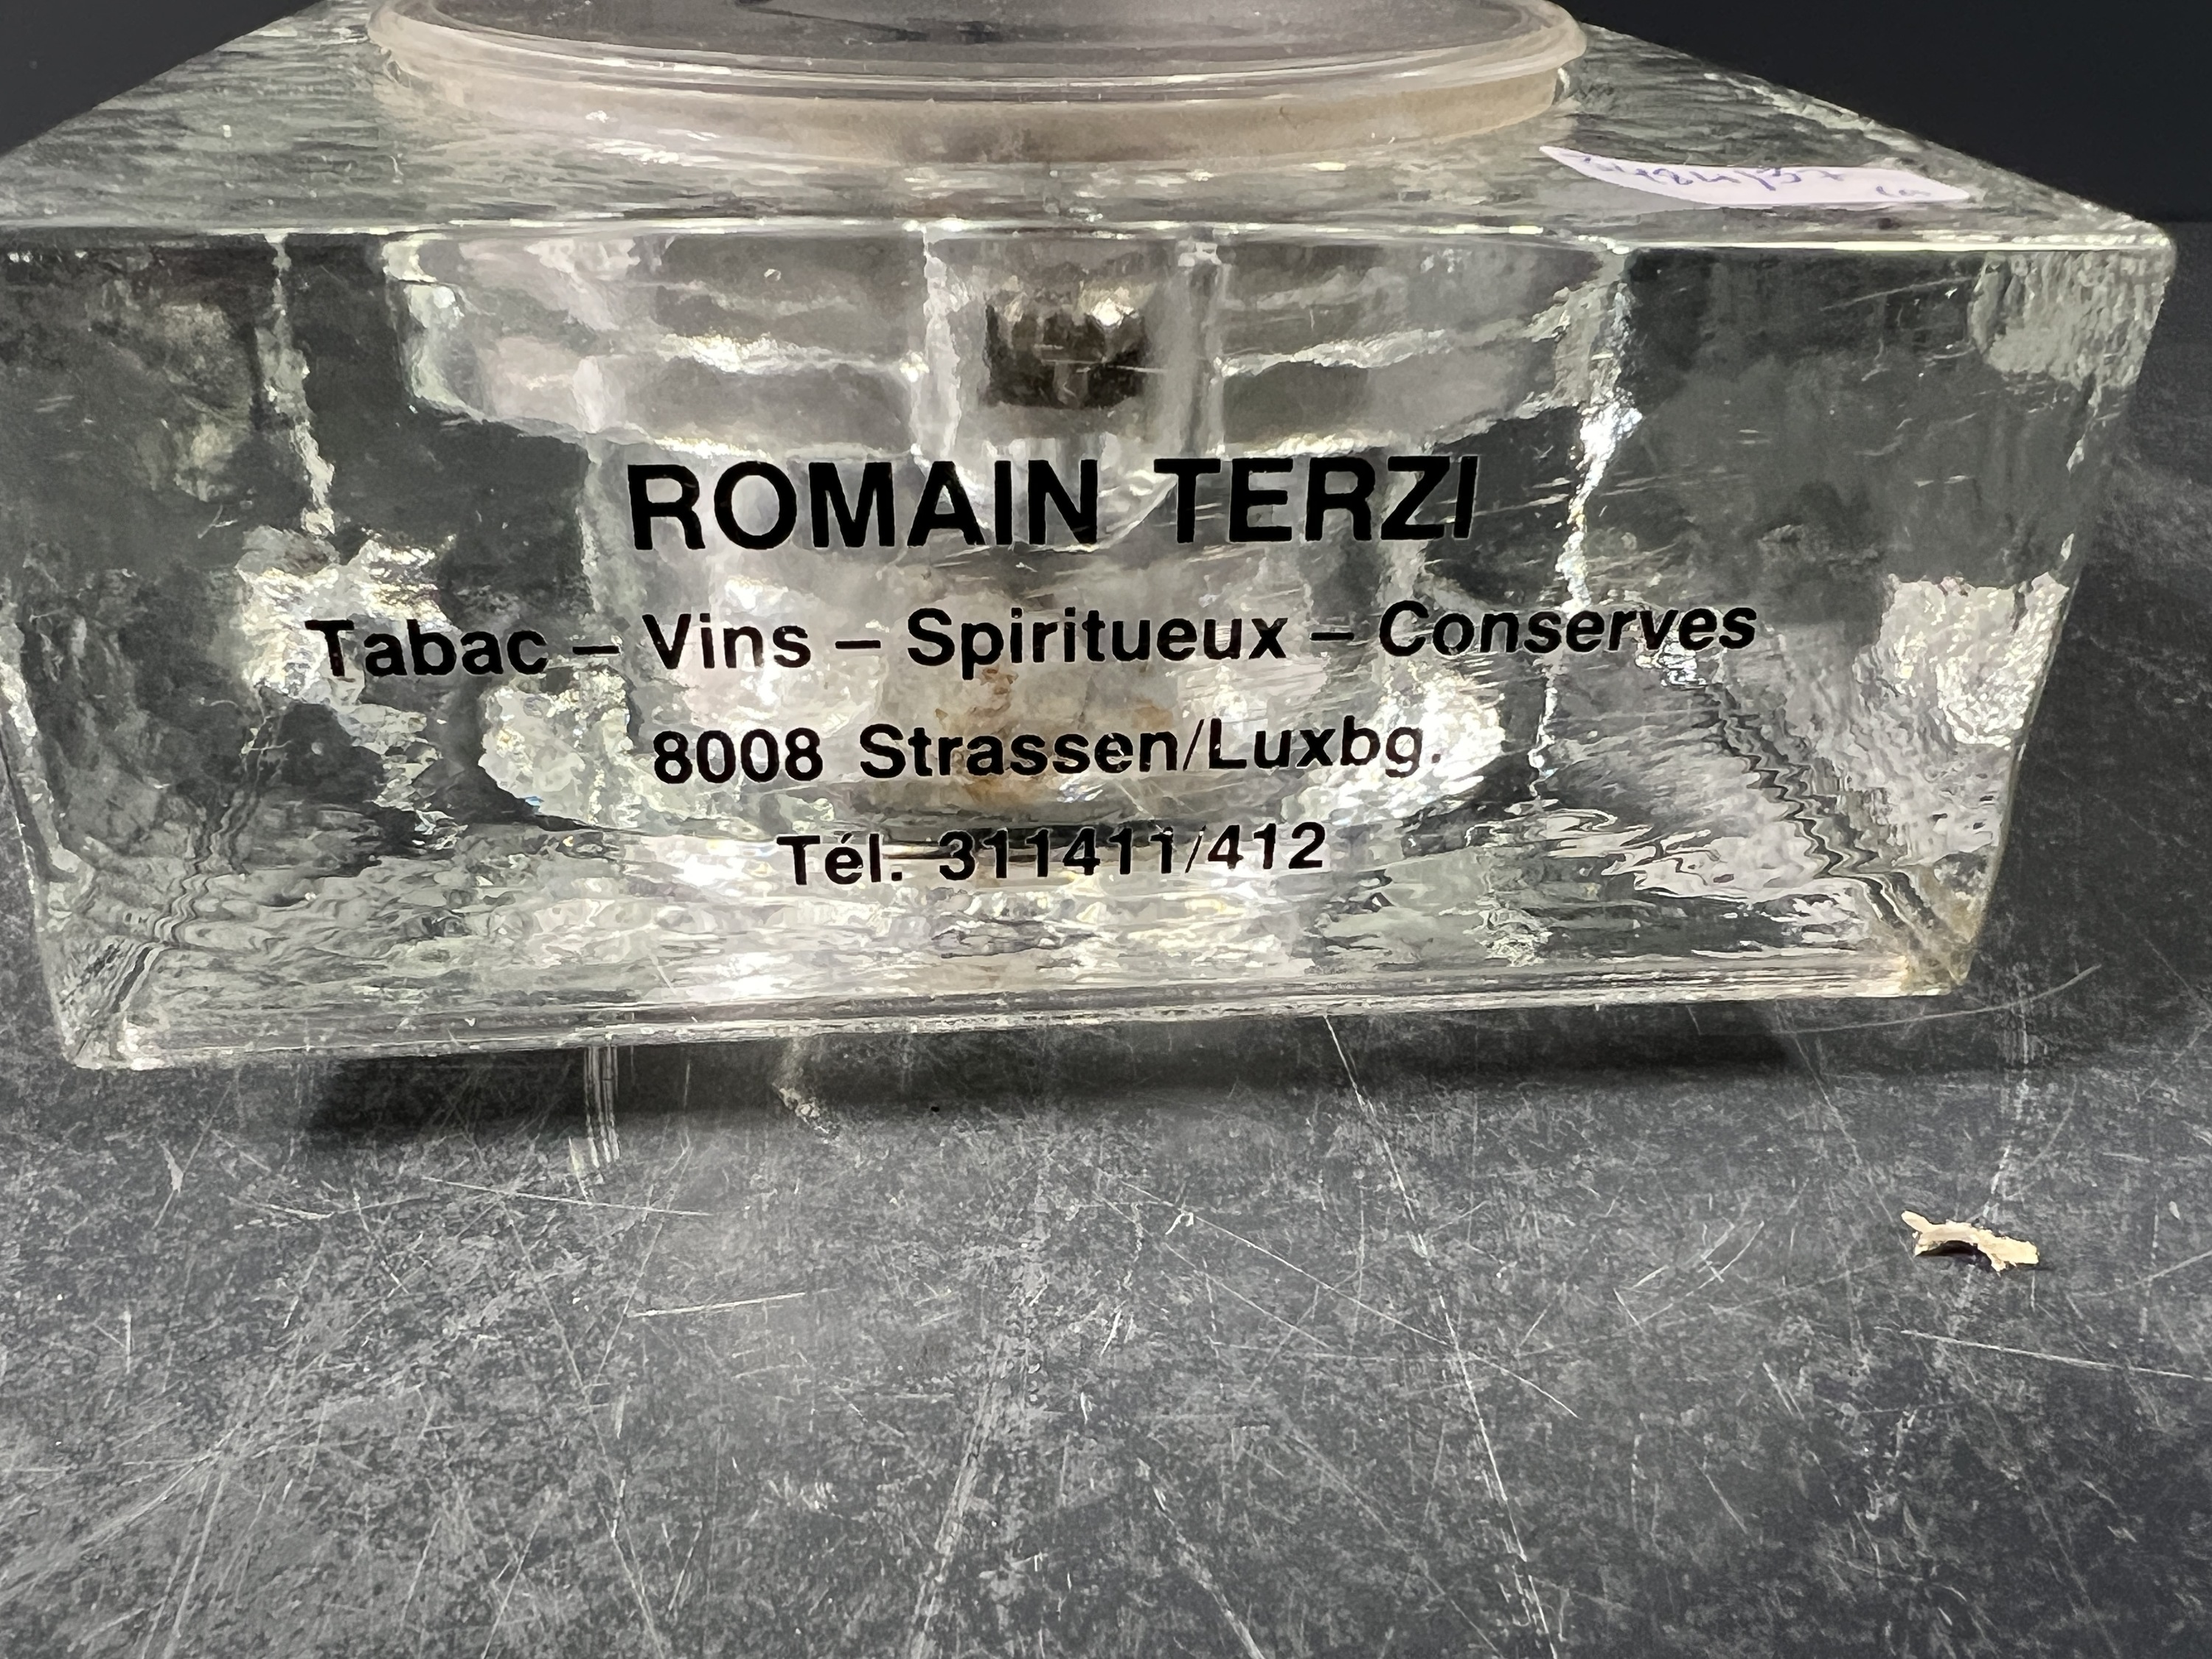 ROMAIN TERZI
Tabac – Vins – Spiritueux – Conserves
8008 Strassen/Luxbg.
Tél. 311411/412